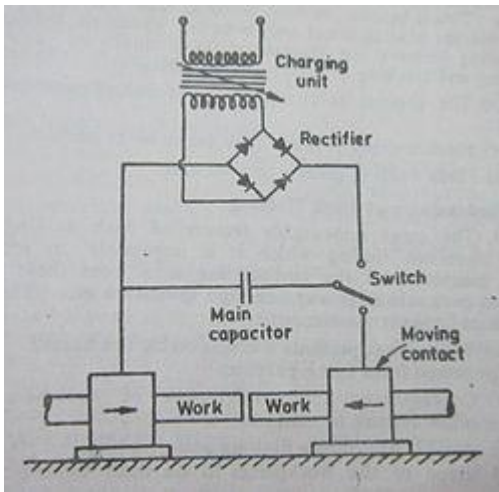 Charging
unit
Rectifier
Switch
Main
capacitor
Moving
contact
Work
Work